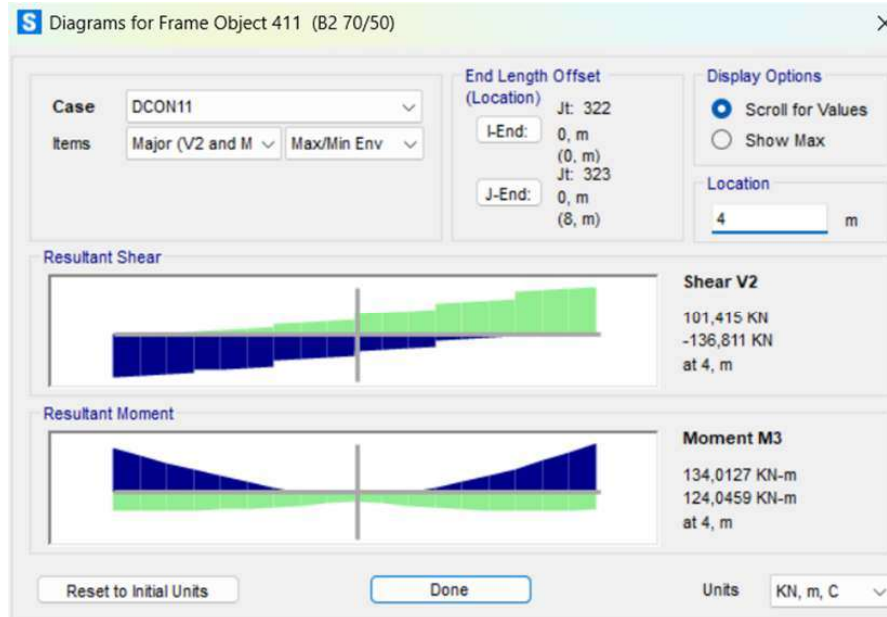 S Diagrams for Frame Object 411 (B2 70/50)
Case DCON11
Items Major (V2 and M Max/Min Env
End Length Offset
(Location)
Jt: 322
I-End: 0, m
(0, m)
Jt: 323
J-End: 0, m
(8, m)
Display Options
Scroll for Values
Show Max
Location
4 m
Resultant Shear
Shear V2
101,415 KN
-136,811 KN
at 4, m
Resultant Moment
Moment M3
134,0127 KN-m
124,0459 KN-m
at 4, m
Reset to Initial Units Done Units KN, m, C